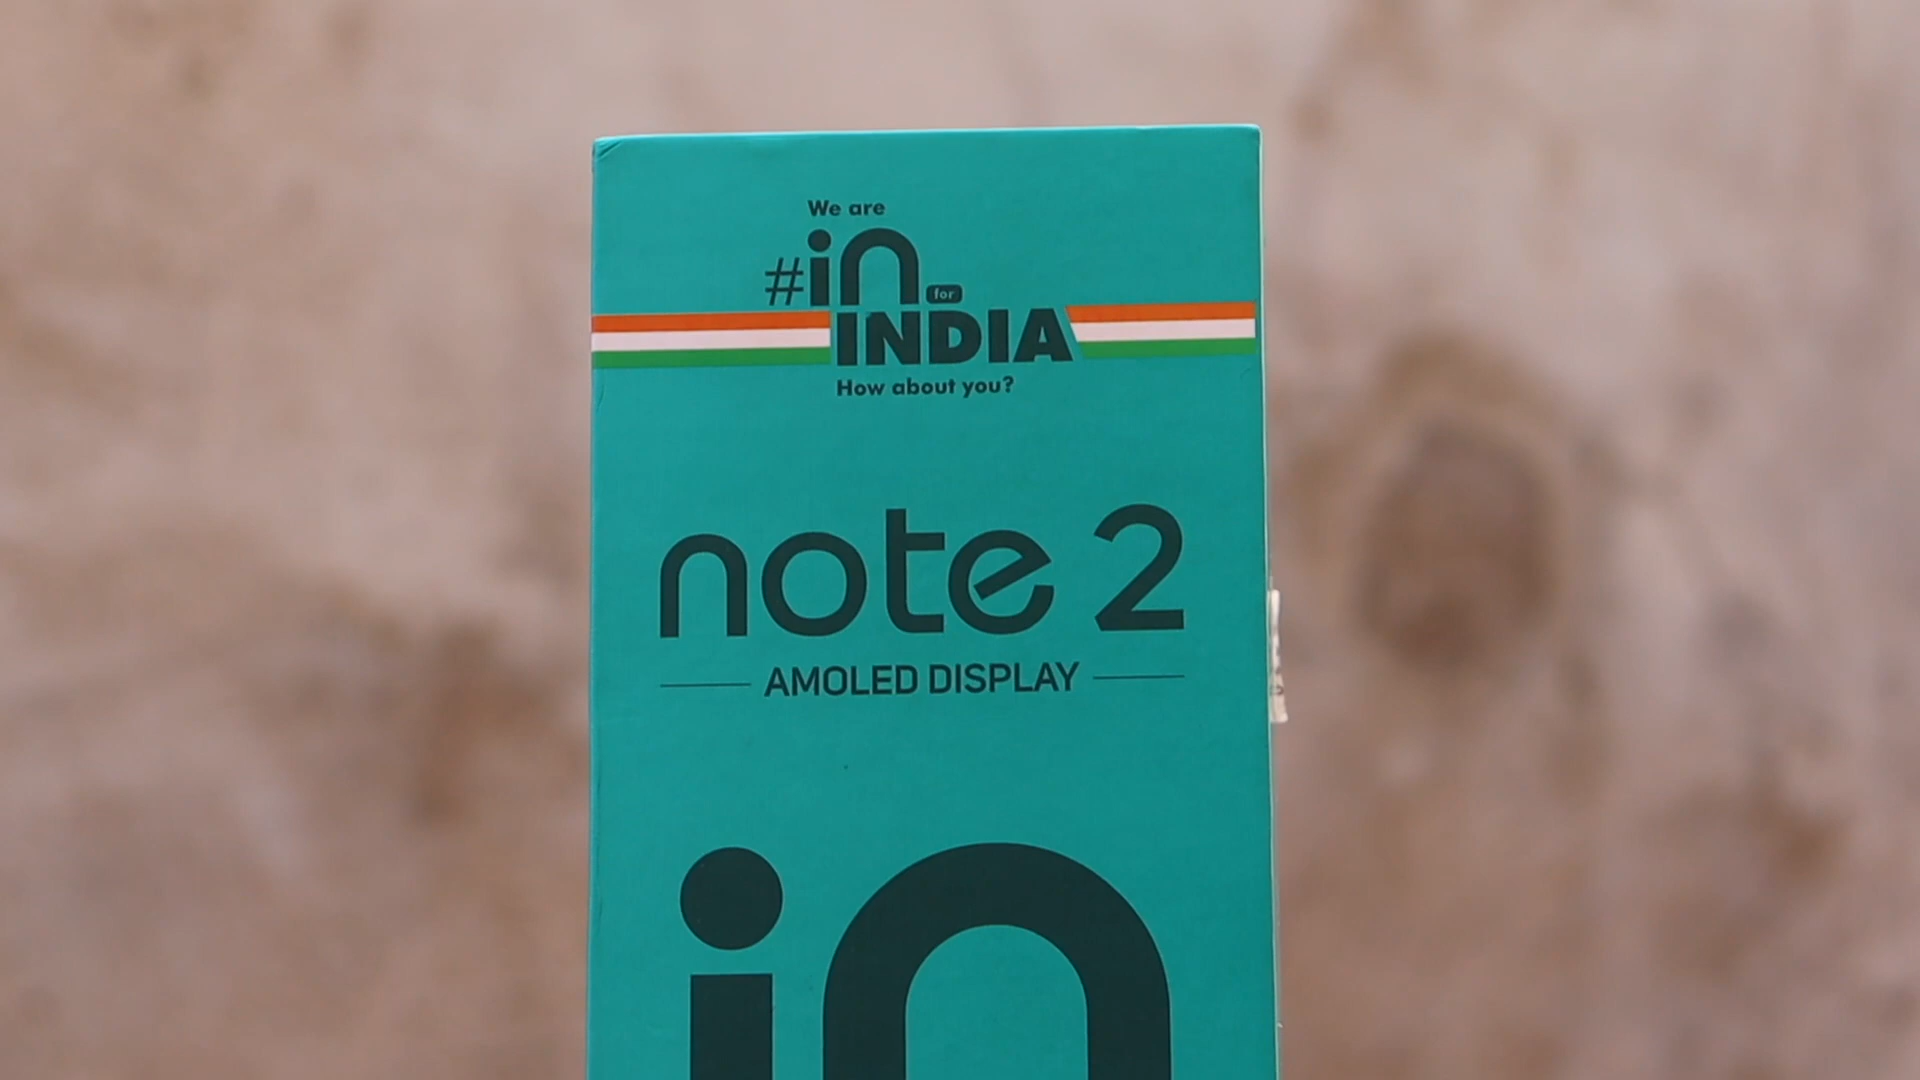 We are
#in for
INDIA
How about you?
note 2
AMOLED DISPLAY
in